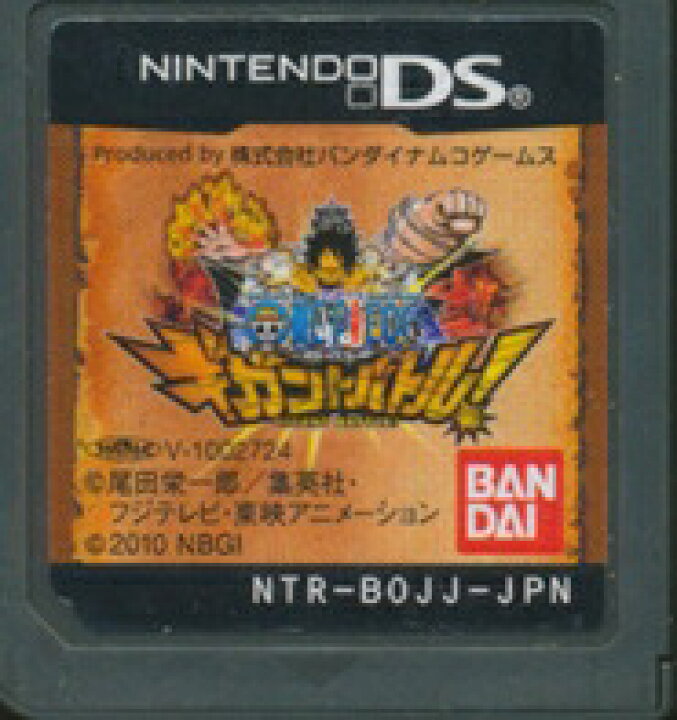 NINTENDO DS®
Produced by 株式会社バンダイナムコゲームス
ONE PIECE
ギガントバトル!
V-1002724
©尾田栄一郎/集英社・
フジテレビ・東映アニメーション
©2010 NBGI
BAN
DAI
NTR-BOJJ-JPN